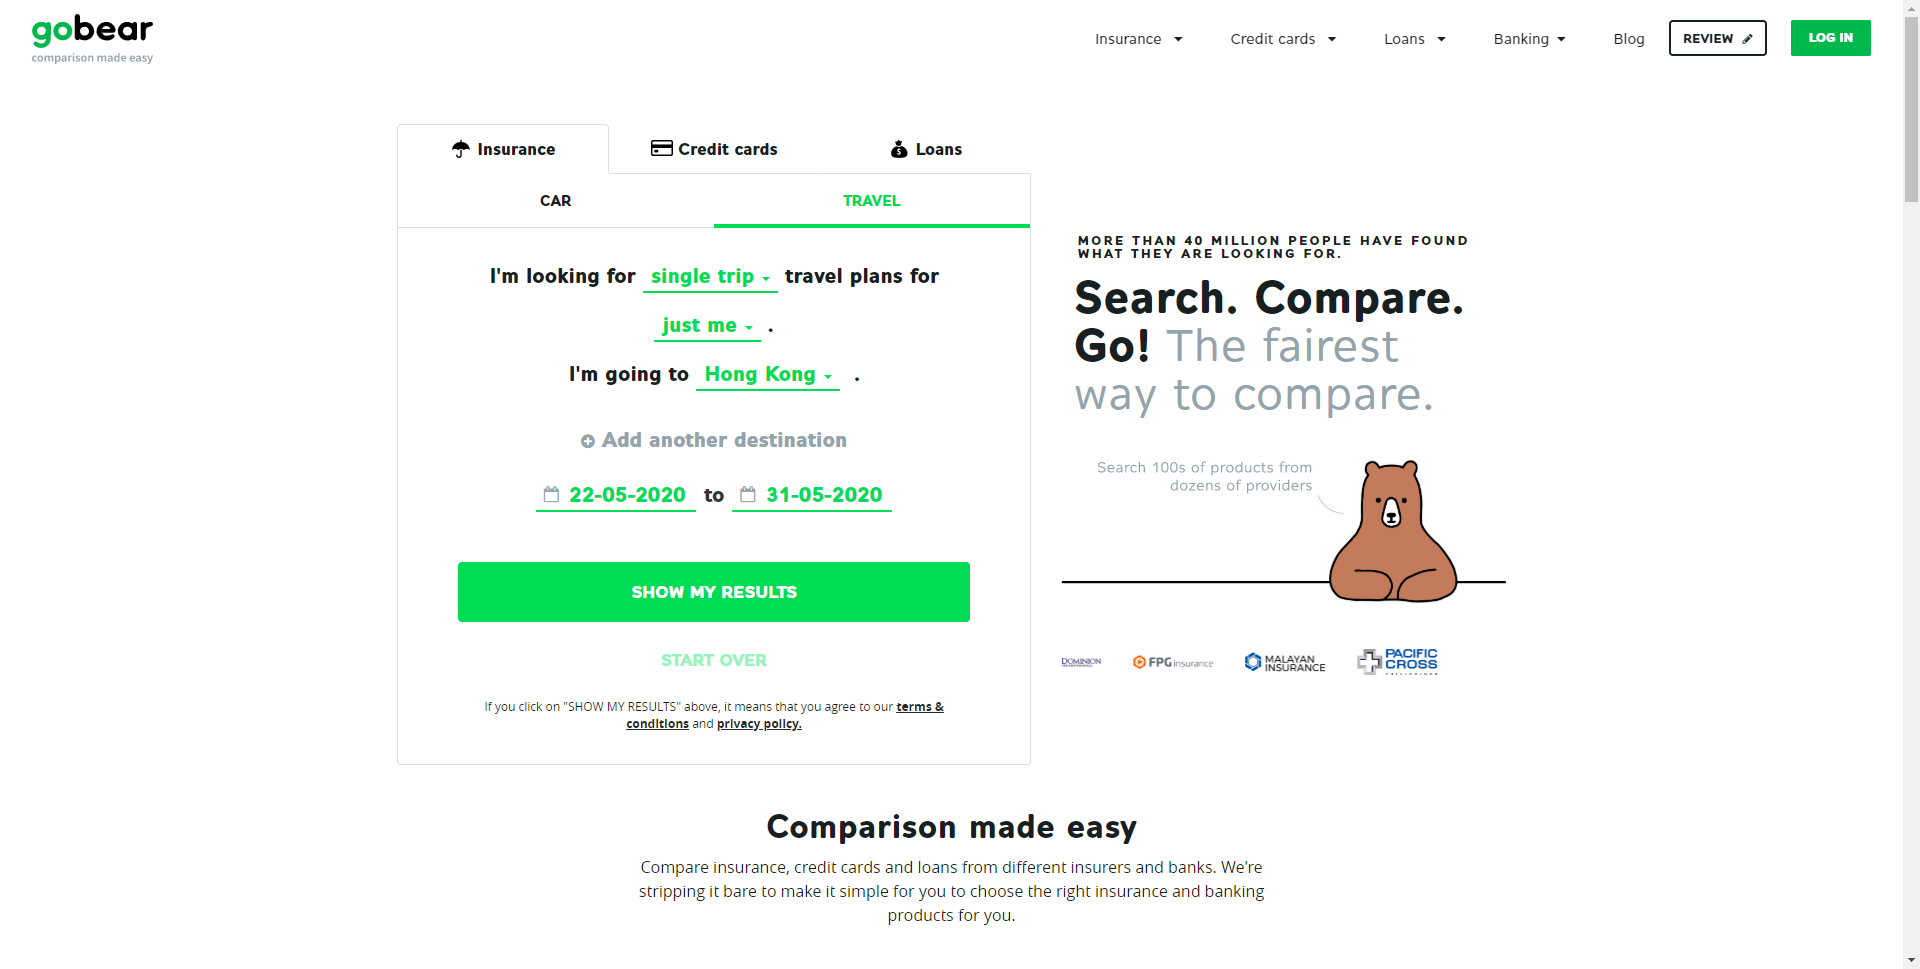 gobear
comparison made easy
Insurance
Credit cards
Loans
Banking
Blog
REVIEW
LOG IN
Insurance
Credit cards
Loans
CAR
TRAVEL
I'm looking for single trip travel plans for
just me .
I'm going to Hong Kong .
Add another destination
22-05-2020 to 31-05-2020
SHOW MY RESULTS
START OVER
If you click on "SHOW MY RESULTS" above, it means that you agree to our terms &
conditions and privacy policy.
MORE THAN 40 MILLION PEOPLE HAVE FOUND
WHAT THEY ARE LOOKING FOR.
Search. Compare.
Go! The fairest
way to compare.
Search 100s of products from
dozens of providers
DOMINION
FPG insurance
MALAYAN
INSURANCE
PACIFIC
CROSS
PHILIPPINES
Comparison made easy
Compare insurance, credit cards and loans from different insurers and banks. We're
stripping it bare to make it simple for you to choose the right insurance and banking
products for you.